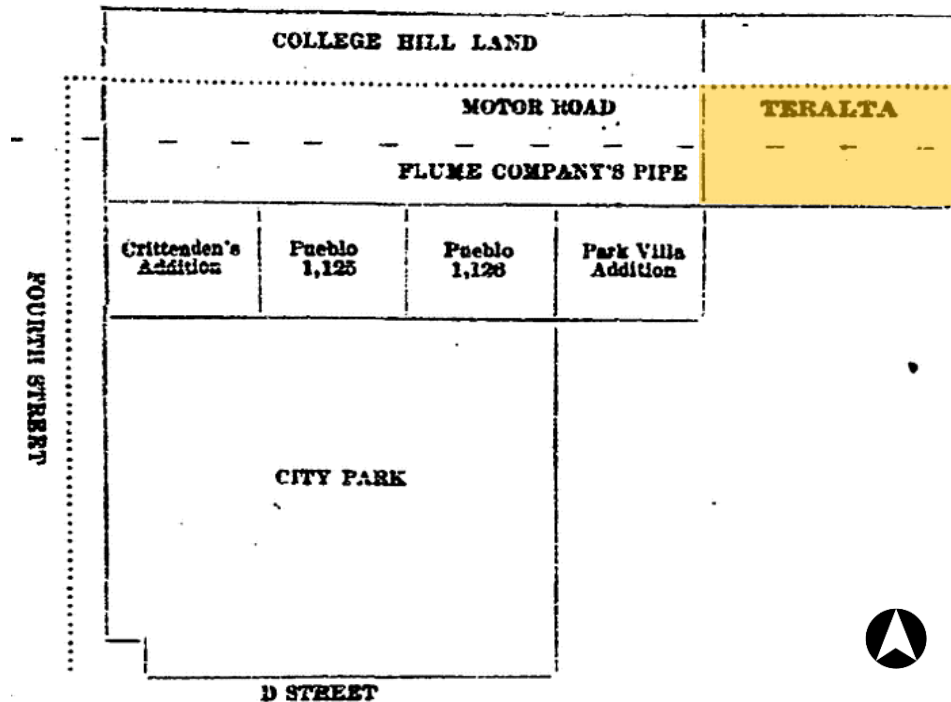 COLLEGE HILL LAND
MOTOR ROAD
TERALTA
FLUME COMPANY'S PIPE
Crittenden's
Addition
Pueblo
1,125
Pueblo
1,126
Park Villa
Addition
FOURTH STREET
CITY PARK
D STREET